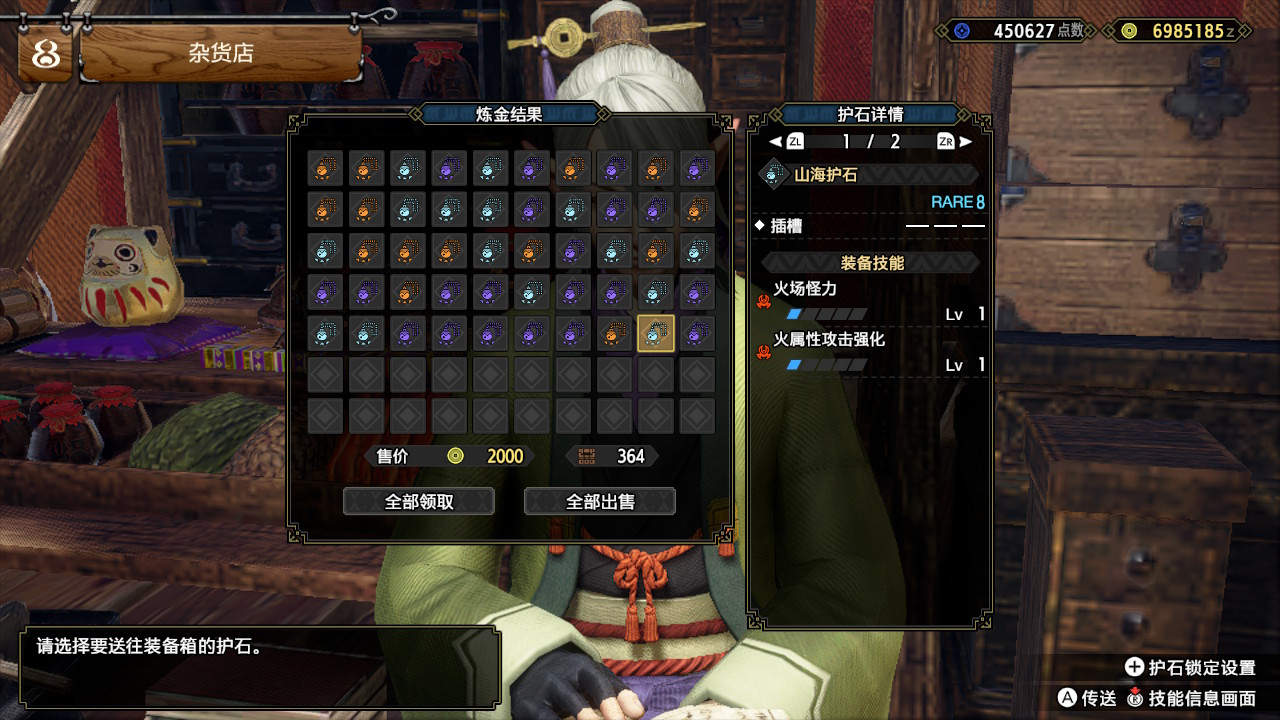 杂货店
450627点数
6985185z
炼金结果
售价 2000
364
全部领取
全部出售
护石详情
ZL 1 / 2 ZR
山海护石
RARE 8
插槽
装备技能
火场怪力
Lv 1
火属性攻击强化
Lv 1
请选择要送往装备箱的护石。
护石锁定设置
A 传送 R 技能信息画面